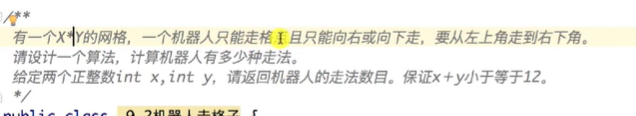 /**
有一个X*Y的网格，一个机器人只能走格且只能向右或向下走，要从左上角走到右下角。
请设计一个算法，计算机器人有多少种走法。
给定两个正整数int x,int y，请返回机器人的走法数目。保证x＋y小于等于12。
*/
public class _9_2机器人走格子 {